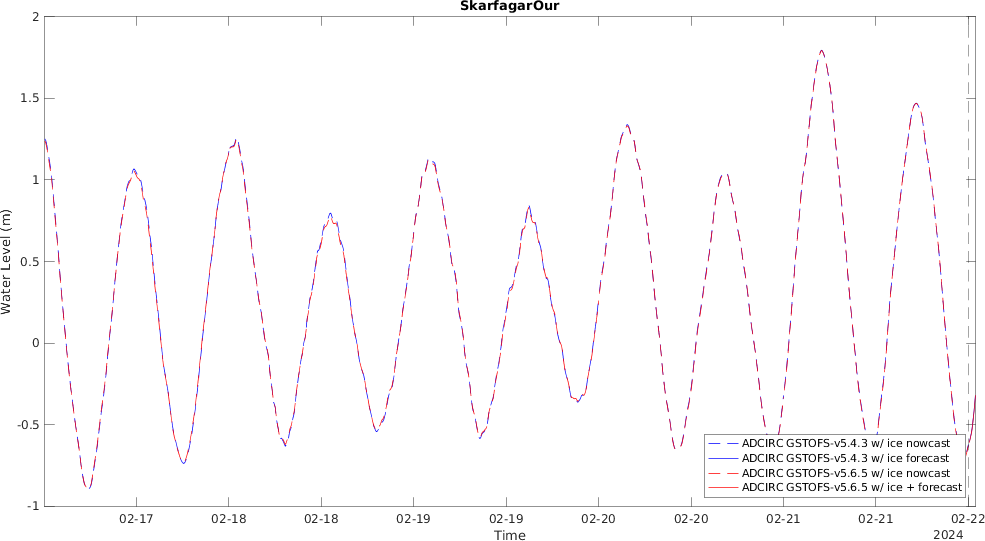 SkarfagarOur
2
1.5
1
0.5
0
-0.5
-1
Water Level (m)
ADCIRC GSTOFS-v5.4.3 w/ ice nowcast
ADCIRC GSTOFS-v5.4.3 w/ ice forecast
ADCIRC GSTOFS-v5.6.5 w/ ice nowcast
ADCIRC GSTOFS-v5.6.5 w/ ice + forecast
02-17 02-18 02-18 02-19 02-19 02-20 02-20 02-21 02-21 02-22
Time
2024